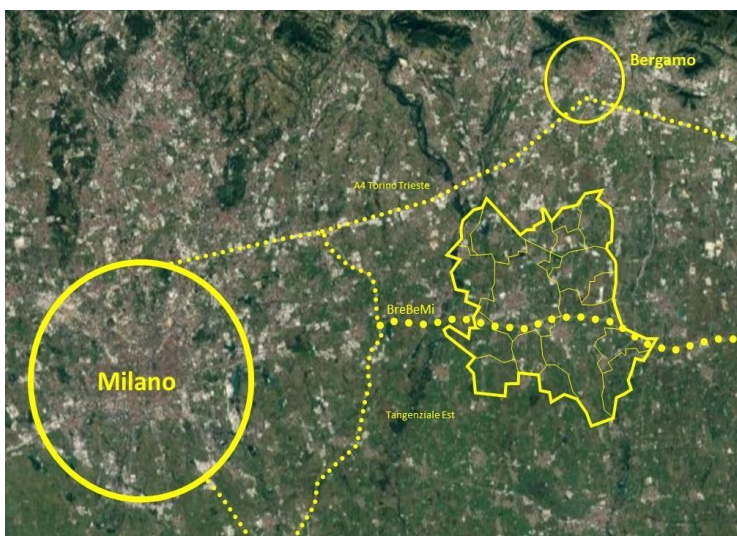 Bergamo
A4 Torino Trieste
BreBeMi
Milano
Tangenziale Est